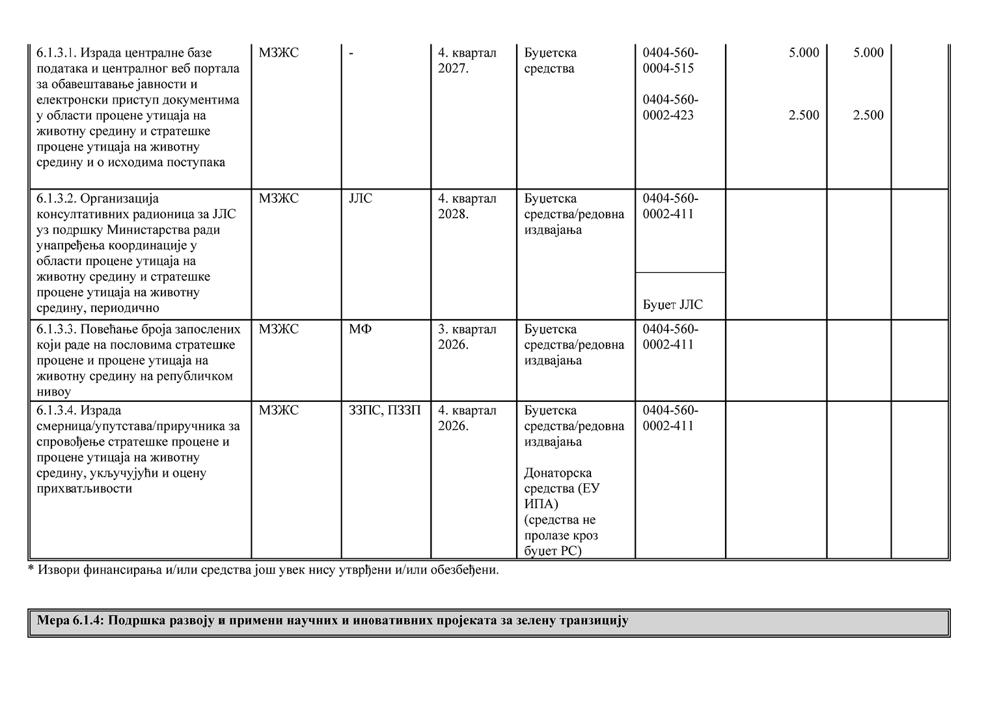 6.1.3.1. Израда централне базе
података и централног веб портала
за обавештавање јавности и
електронски приступ документима
у области процене утицаја на
животну средину и стратешке
процене утицаја на животну
средину и о исходима поступака
МЗЖС
-
4. квартал
2027.
Буџетска
средства
0404-560-
0004-515
0404-560-
0002-423
5.000
2.500
5.000
2.500
6.1.3.2. Организација
консултативних радионица за ЈЛС
уз подршку Министарства ради
унапређења координације у
области процене утицаја на
животну средину и стратешке
процене утицаја на животну
средину, периодично
МЗЖС
ЈЛС
4. квартал
2028.
Буџетска
средства/редовна
издвајања
0404-560-
0002-411
Буџет ЈЛС
6.1.3.3. Повећање броја запослених
који раде на пословима стратешке
процене и процене утицаја на
животну средину на републичком
нивоу
МЗЖС
МФ
3. квартал
2026.
Буџетска
средства/редовна
издвајања
0404-560-
0002-411
6.1.3.4. Израда
смерница/упутстава/приручника за
спровођење стратешке процене и
процене утицаја на животну
средину, укључујући и оцену
прихватљивости
МЗЖС
ЗЗПС, ПЗЗП
4. квартал
2026.
Буџетска
средства/редовна
издвајања
Донаторска
средства (ЕУ
ИПА)
(средства не
пролазе кроз
буџет РС)
0404-560-
0002-411
* Извори финансирања и/или средства још увек нису утврђени и/или обезбеђени.
Мера 6.1.4: Подршка развоју и примени научних и иновативних пројеката за зелену транзицију